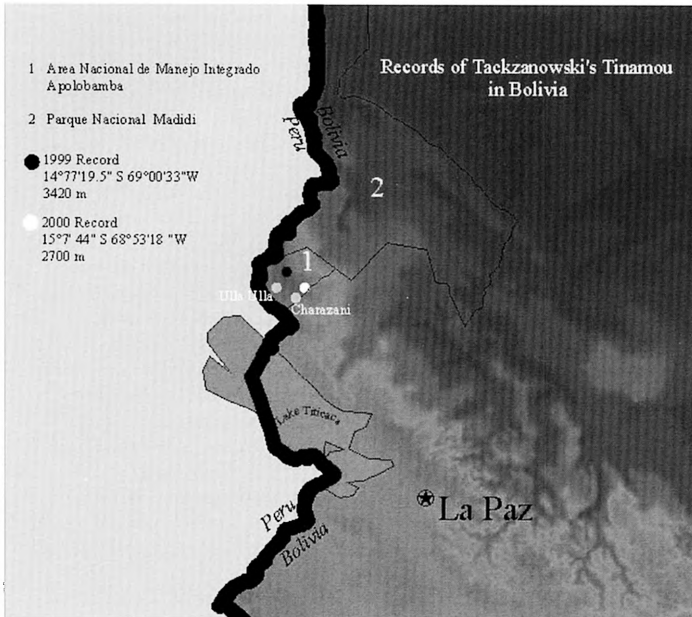 1 Area Nacional de Manejo Integrado
Apolobamba
2 Parque Nacional Madidi
1999 Record
14°77'19.5" S 69°00'33"W
3420 m
2000 Record
15°7' 44" S 68°53'18 "W
2700 m
Records of Tackzanowski's Tinamou
in Bolivia
Peru
Bolivia
2
1
Ulla Ulla
Charazani
Lake Titicaca
La Paz
Peru
Bolivia